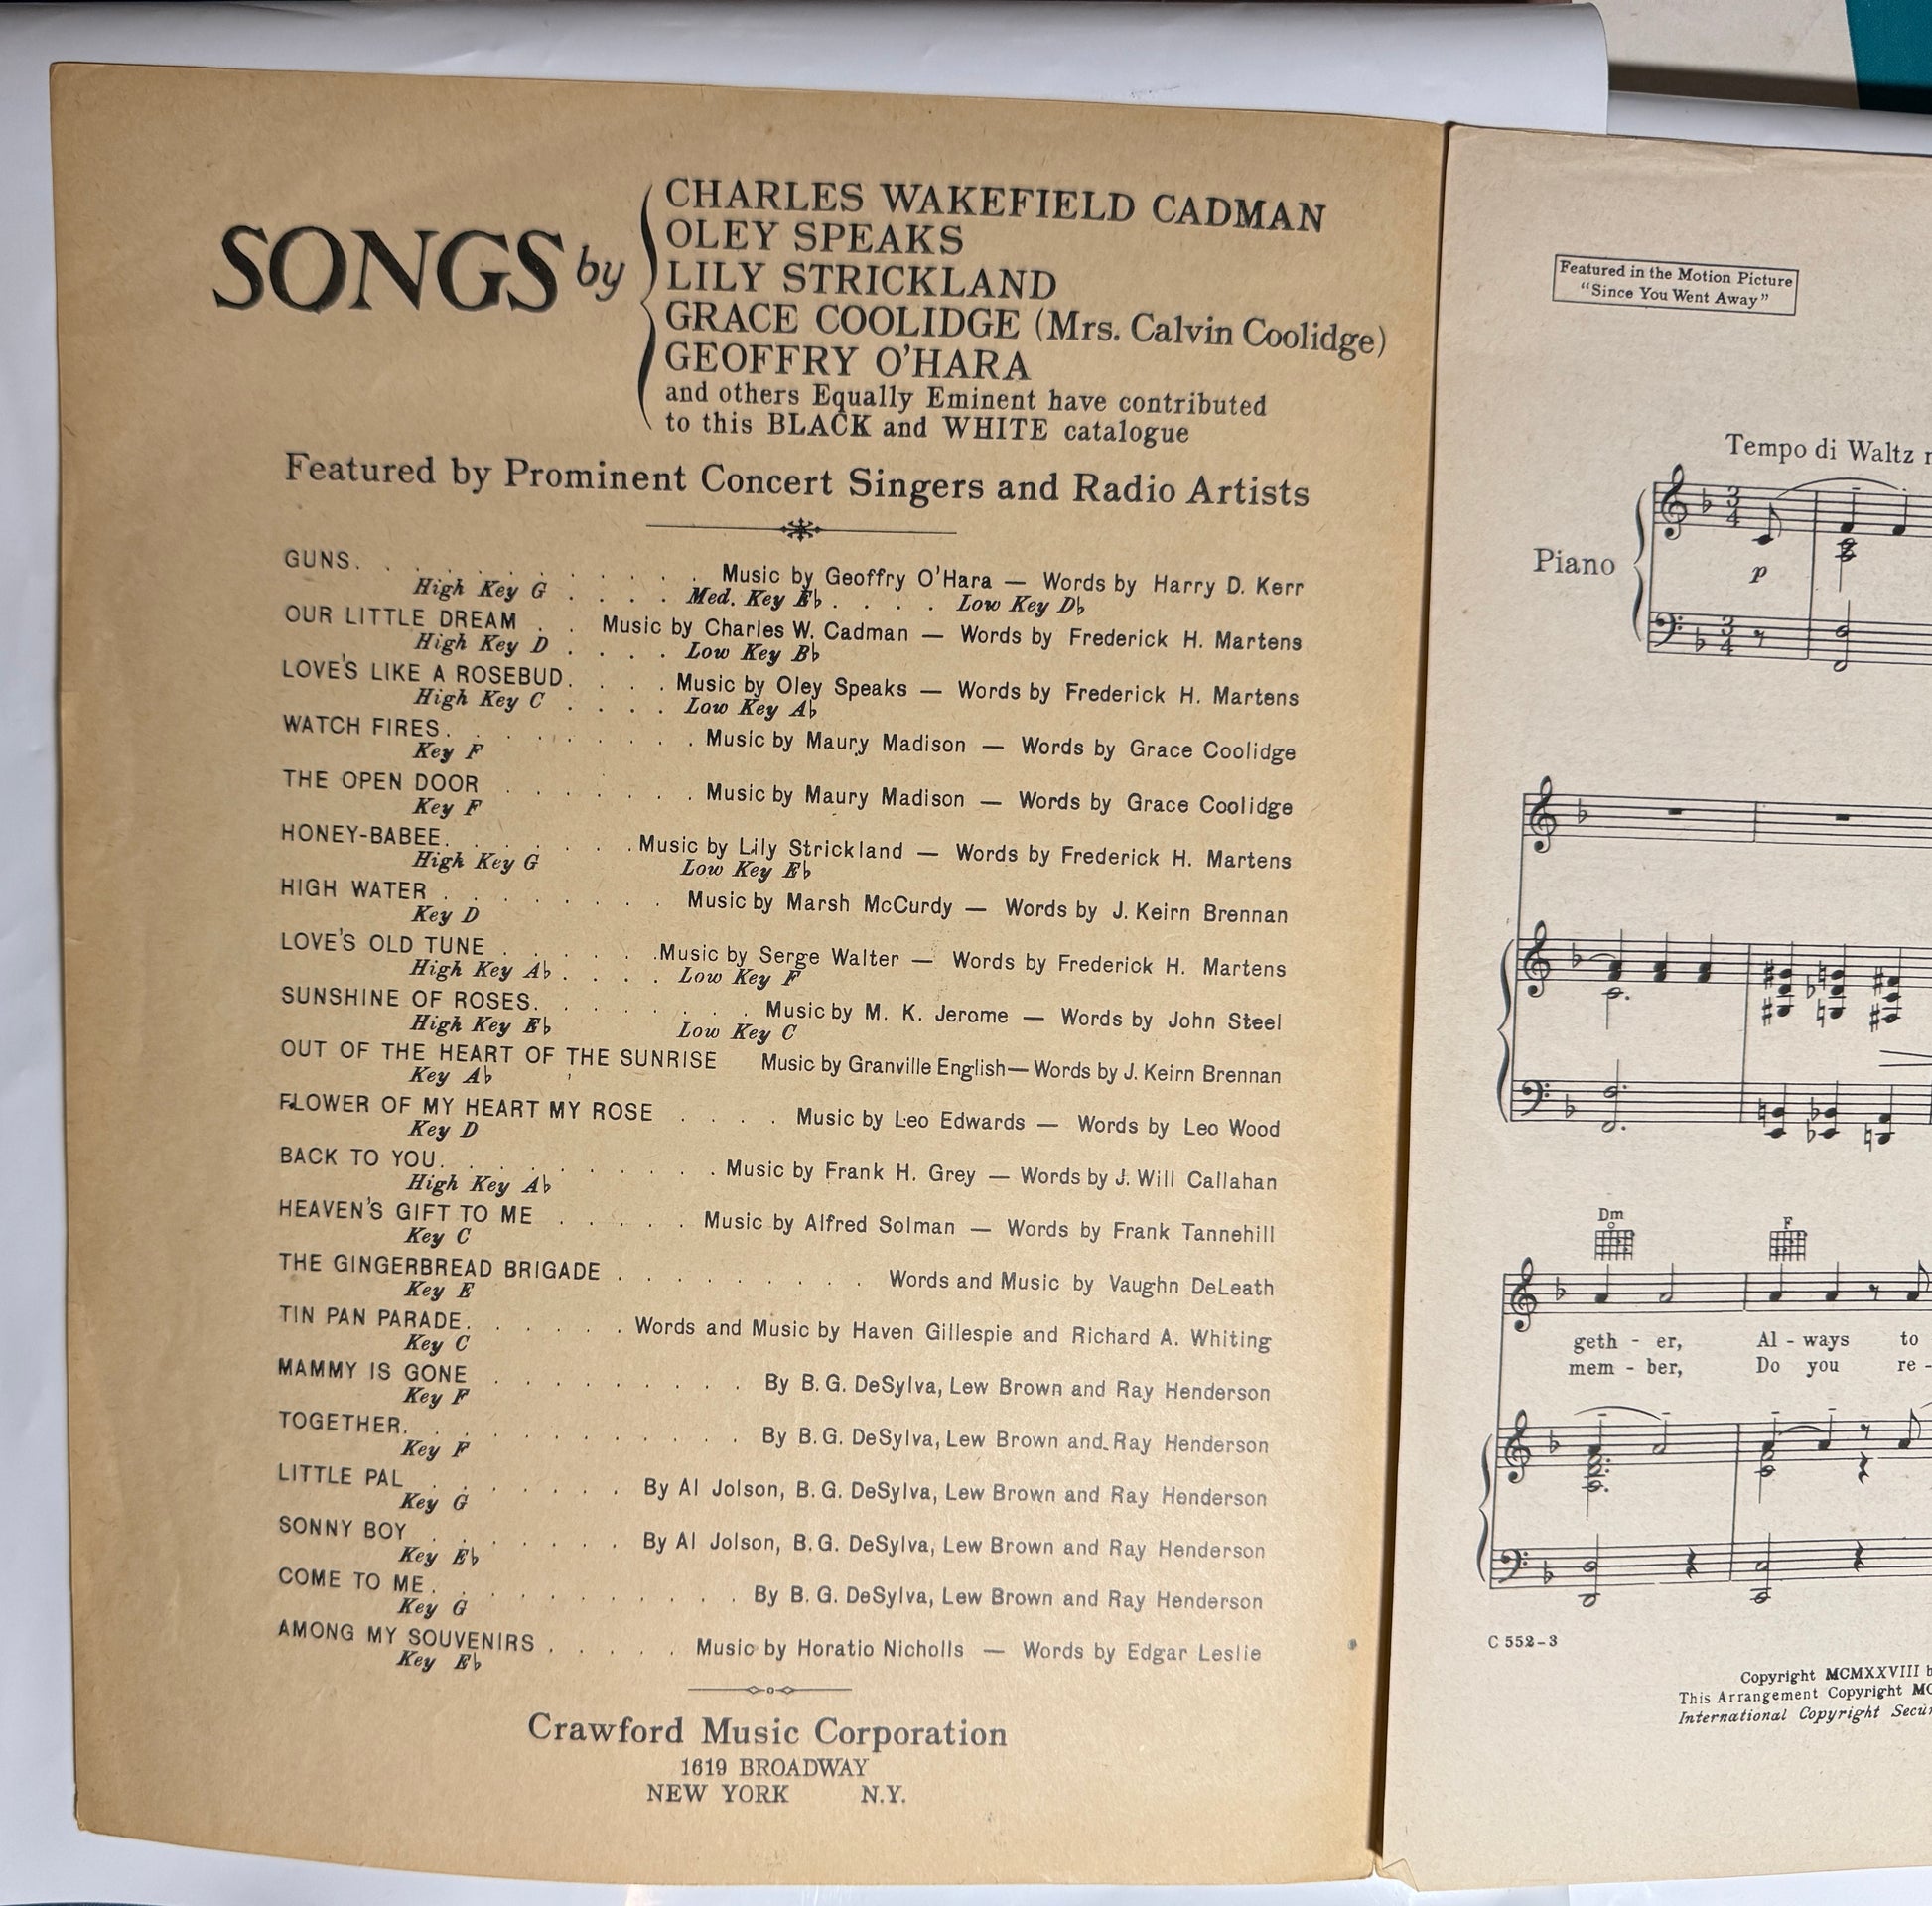 SONGS by
CHARLES WAKEFIELD CADMAN
OLEY SPEAKS
LILY STRICKLAND
GRACE COOLIDGE (Mrs. Calvin Coolidge)
GEOFFRY O'HARA
and others Equally Eminent have contributed
to this BLACK and WHITE catalogue
Featured by Prominent Concert Singers and Radio Artists
GUNS. . . . . . . . . Music by Geoffry O'Hara — Words by Harry D. Kerr
High Key G . . . . Med. Key E♭ . . . . Low Key D♭
OUR LITTLE DREAM . . Music by Charles W. Cadman — Words by Frederick H. Martens
High Key D . . . . Low Key B♭
LOVE'S LIKE A ROSEBUD. . . . Music by Oley Speaks — Words by Frederick H. Martens
High Key C . . . . Low Key A♭
WATCH FIRES. . . . . . . . Music by Maury Madison — Words by Grace Coolidge
Key F
THE OPEN DOOR . . . . . . . Music by Maury Madison — Words by Grace Coolidge
Key F
HONEY-BABEE. . . . . . . Music by Lily Strickland — Words by Frederick H. Martens
High Key G Low Key E♭
HIGH WATER . . . . . . . . Music by Marsh McCurdy — Words by J. Keirn Brennan
Key D
LOVE'S OLD TUNE . . . . . .Music by Serge Walter — Words by Frederick H. Martens
High Key A♭ . . . . Low Key F
SUNSHINE OF ROSES. . . . . . . . Music by M. K. Jerome — Words by John Steel
High Key E♭ Low Key C
OUT OF THE HEART OF THE SUNRISE Music by Granville English — Words by J. Keirn Brennan
Key A♭
FLOWER OF MY HEART MY ROSE . . . . Music by Leo Edwards — Words by Leo Wood
Key D
BACK TO YOU. . . . . . . . . . Music by Frank H. Grey — Words by J. Will Callahan
High Key A♭
HEAVEN'S GIFT TO ME . . . . . Music by Alfred Solman — Words by Frank Tannehill
Key C
THE GINGERBREAD BRIGADE . . . . . . . . . Words and Music by Vaughn DeLeath
Key E
TIN PAN PARADE. . . . . . Words and Music by Haven Gillespie and Richard A. Whiting
Key C
MAMMY IS GONE . . . . . . . . . By B. G. DeSylva, Lew Brown and Ray Henderson
Key F
TOGETHER. . . . . . . . . . . . By B. G. DeSylva, Lew Brown and Ray Henderson
Key F
LITTLE PAL . . . . . . . By Al Jolson, B. G. DeSylva, Lew Brown and Ray Henderson
Key G
SONNY BOY . . . . . . . By Al Jolson, B. G. DeSylva, Lew Brown and Ray Henderson
Key E♭
COME TO ME. . . . . . . . . . . By B. G. DeSylva, Lew Brown and Ray Henderson
Key G
AMONG MY SOUVENIRS . . . . . Music by Horatio Nicholls — Words by Edgar Leslie
Key E♭
Crawford Music Corporation
1619 BROADWAY
NEW YORK N.Y.
Featured in the Motion Picture
"Since You Went Away"
Tempo di Waltz
Piano
p
Dm F
geth - er, Al - ways to
mem - ber, Do you re -
C 552-3
Copyright MCMXXVIII
This Arrangement Copyright
International Copyright